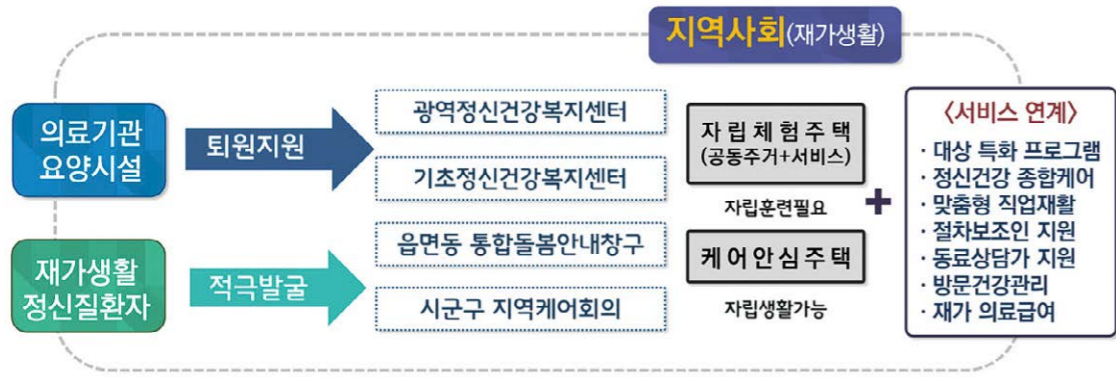 지역사회(재가생활)
의료기관
요양시설
퇴원지원
재가생활
정신질환자
적극발굴
광역정신건강복지센터
기초정신건강복지센터
읍면동 통합돌봄안내창구
시군구 지역케어회의
자립체험주택
(공동주거+서비스)
자립훈련필요
케어안심주택
자립생활가능
+
<서비스 연계>
· 대상 특화 프로그램
· 정신건강 종합케어
· 맞춤형 직업재활
· 절차보조인 지원
· 동료상담가 지원
· 방문건강관리
· 재가 의료급여